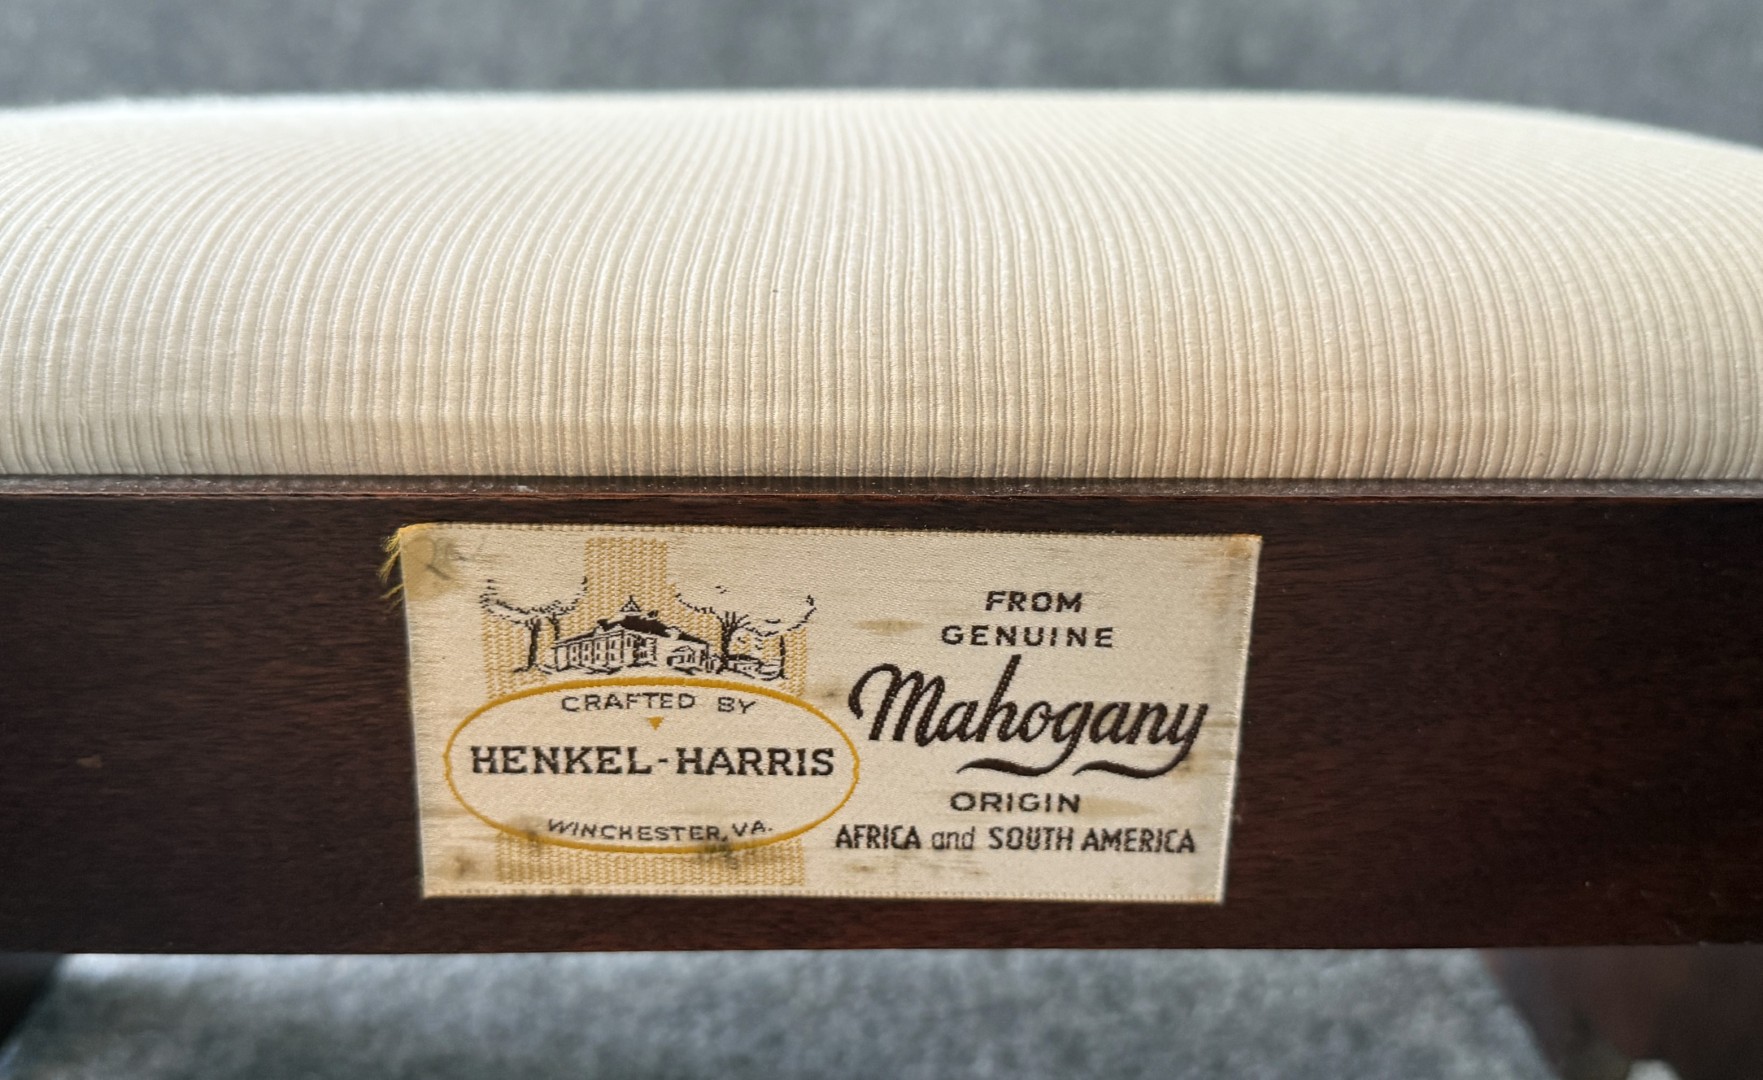 CRAFTED BY
HENKEL-HARRIS
WINCHESTER, VA.
FROM
GENUINE
Mahogany
ORIGIN
AFRICA and SOUTH AMERICA